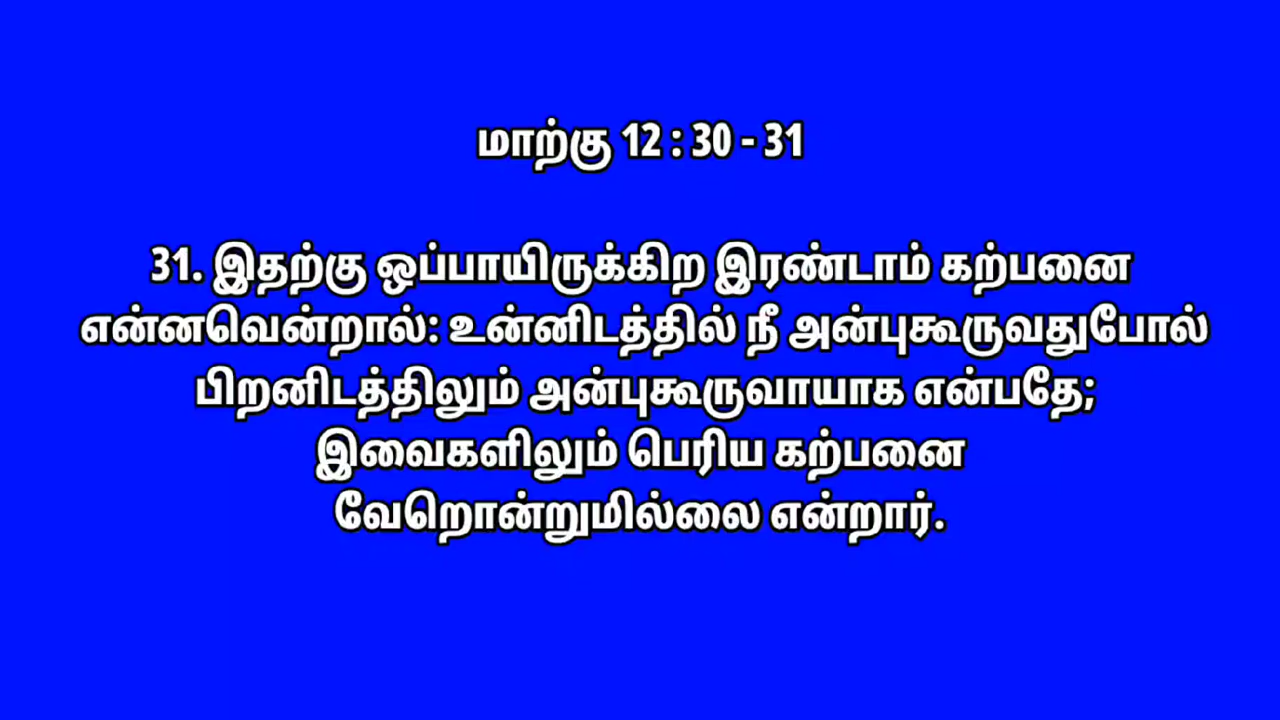 மாற்கு 12 : 30 - 31
31. இதற்கு ஒப்பாயிருக்கிற இரண்டாம் கற்பனை
என்னவென்றால்: உன்னிடத்தில் நீ அன்புகூருவதுபோல்
பிறனிடத்திலும் அன்புகூருவாயாக என்பதே;
இவைகளிலும் பெரிய கற்பனை
வேறொன்றுமில்லை என்றார்.